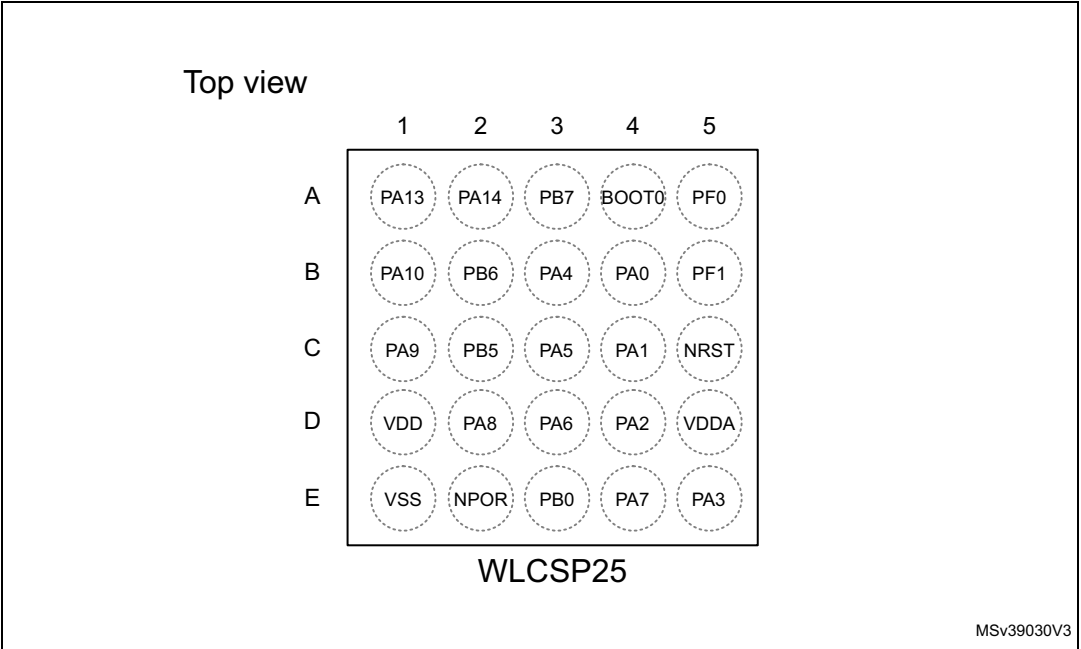 Top view
1 2 3 4 5
A PA13 PA14 PB7 BOOT0 PF0
B PA10 PB6 PA4 PA0 PF1
C PA9 PB5 PA5 PA1 NRST
D VDD PA8 PA6 PA2 VDDA
E VSS NPOR PB0 PA7 PA3
WLCSP25
MSv39030V3